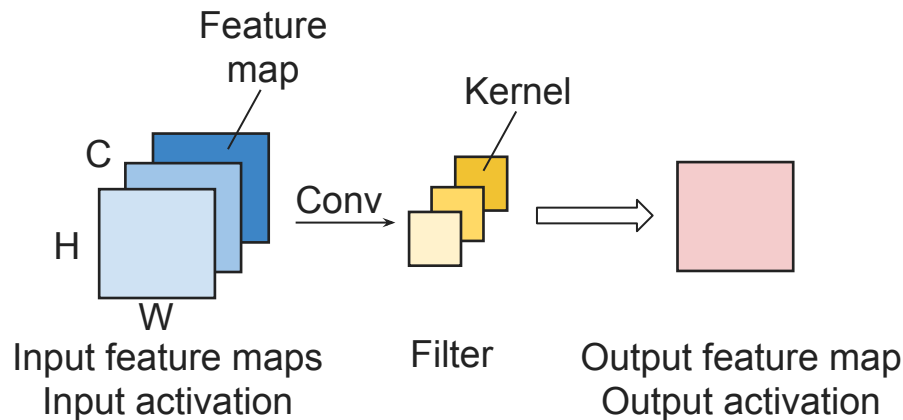 Feature
map
Kernel
C
Conv
H
W
Input feature maps
Input activation
Filter
Output feature map
Output activation